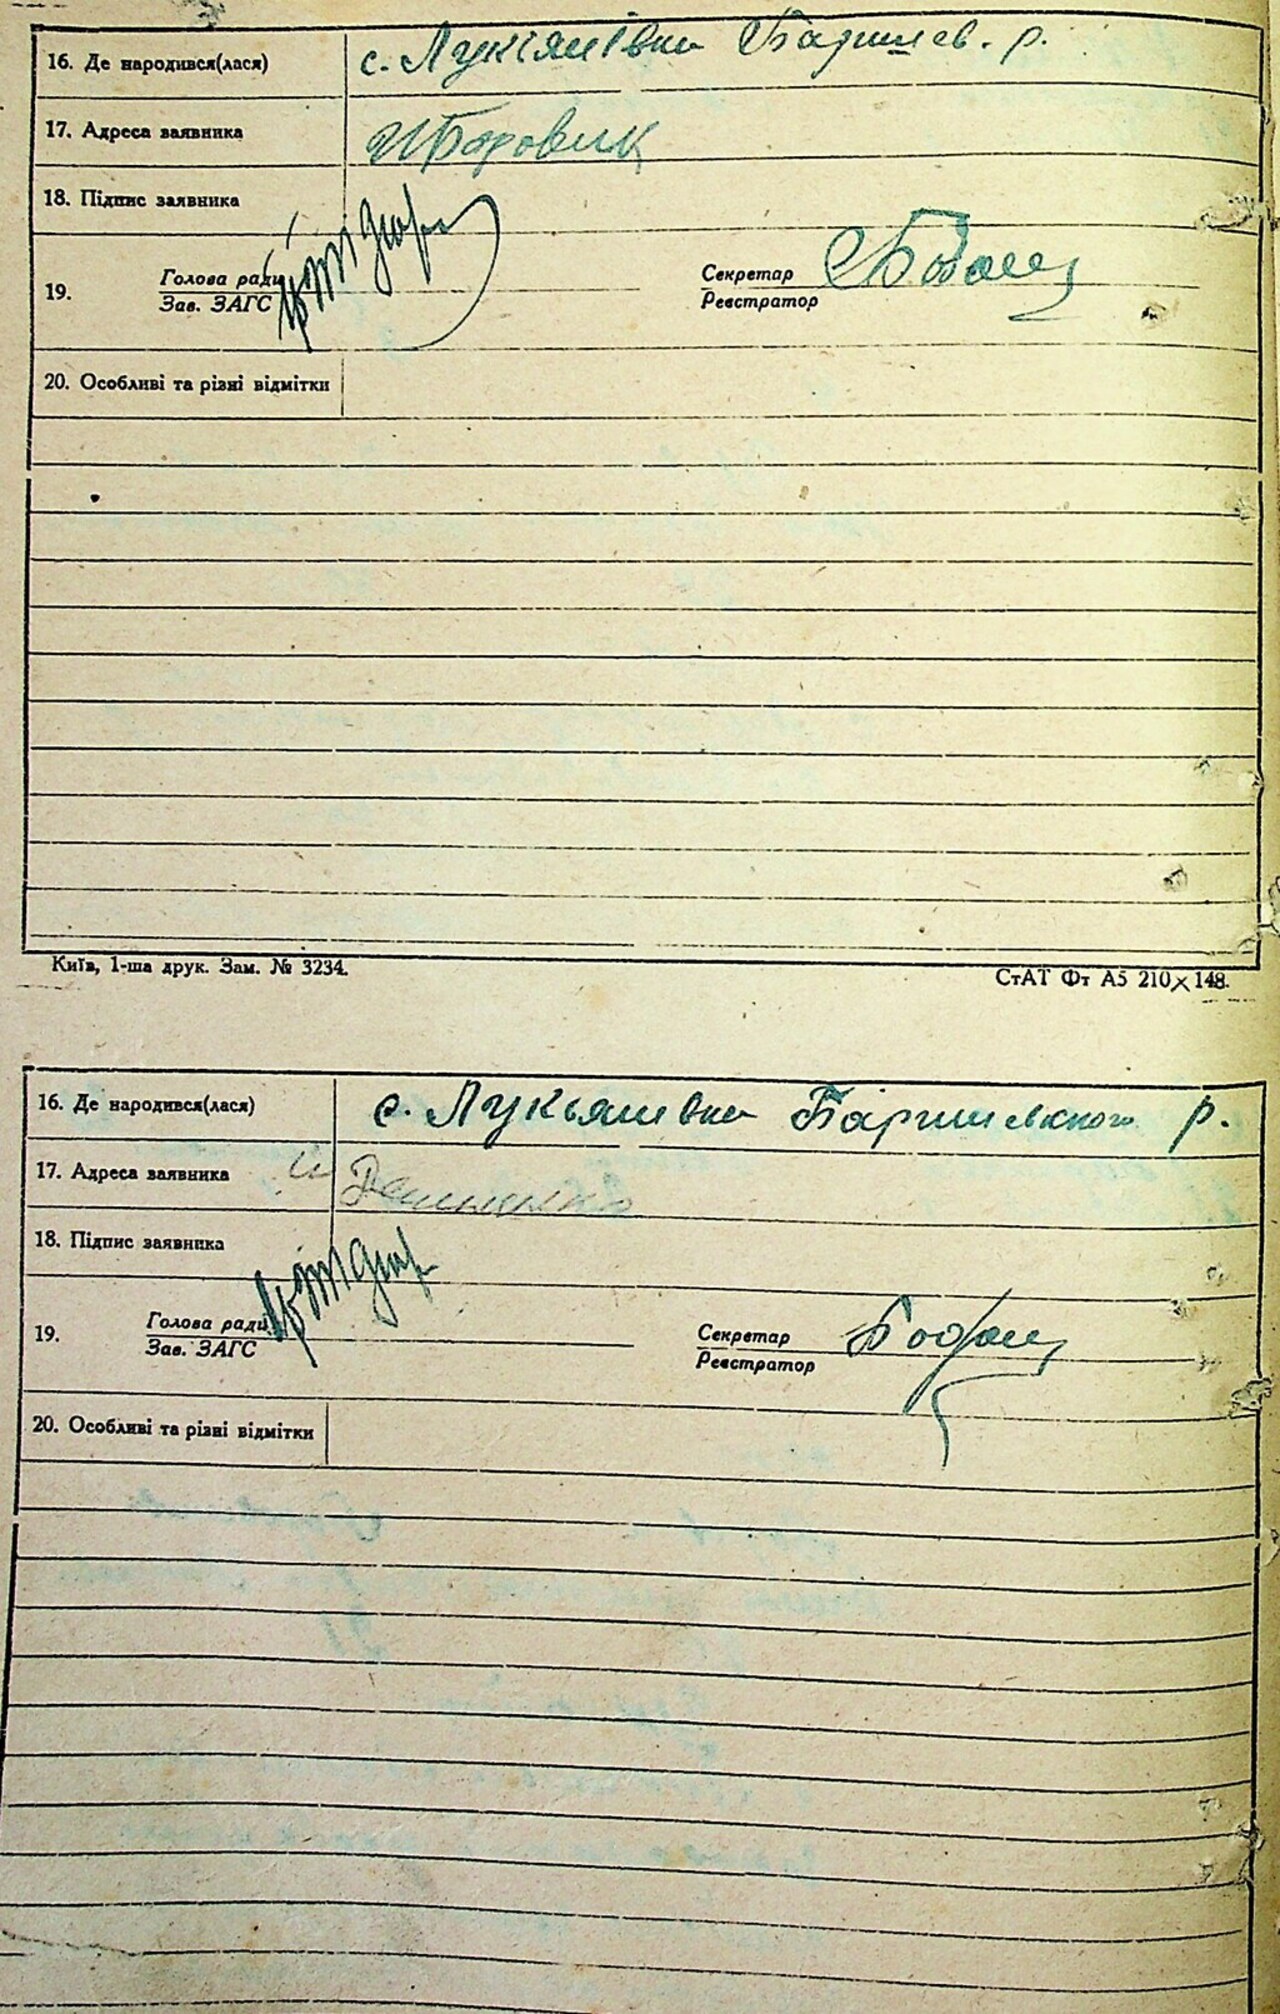 16. Де народився(лася) с. Лукіянівка Баришев. р.
17. Адреса заявника И Боровик
18. Підпис заявника
19. Голова ради Секретар
Зав. ЗАГС Реєстратор
20. Особливі та різні відмітки
Київ, 1-ша друк. Зам. № 3234. СтАТ Фт А5 210×148.
16. Де народився(лася) с. Лукьянивка Баришевского р.
17. Адреса заявника
18. Підпис заявника
19. Голова ради Секретар
Зав. ЗАГС Реєстратор
20. Особливі та різні відмітки